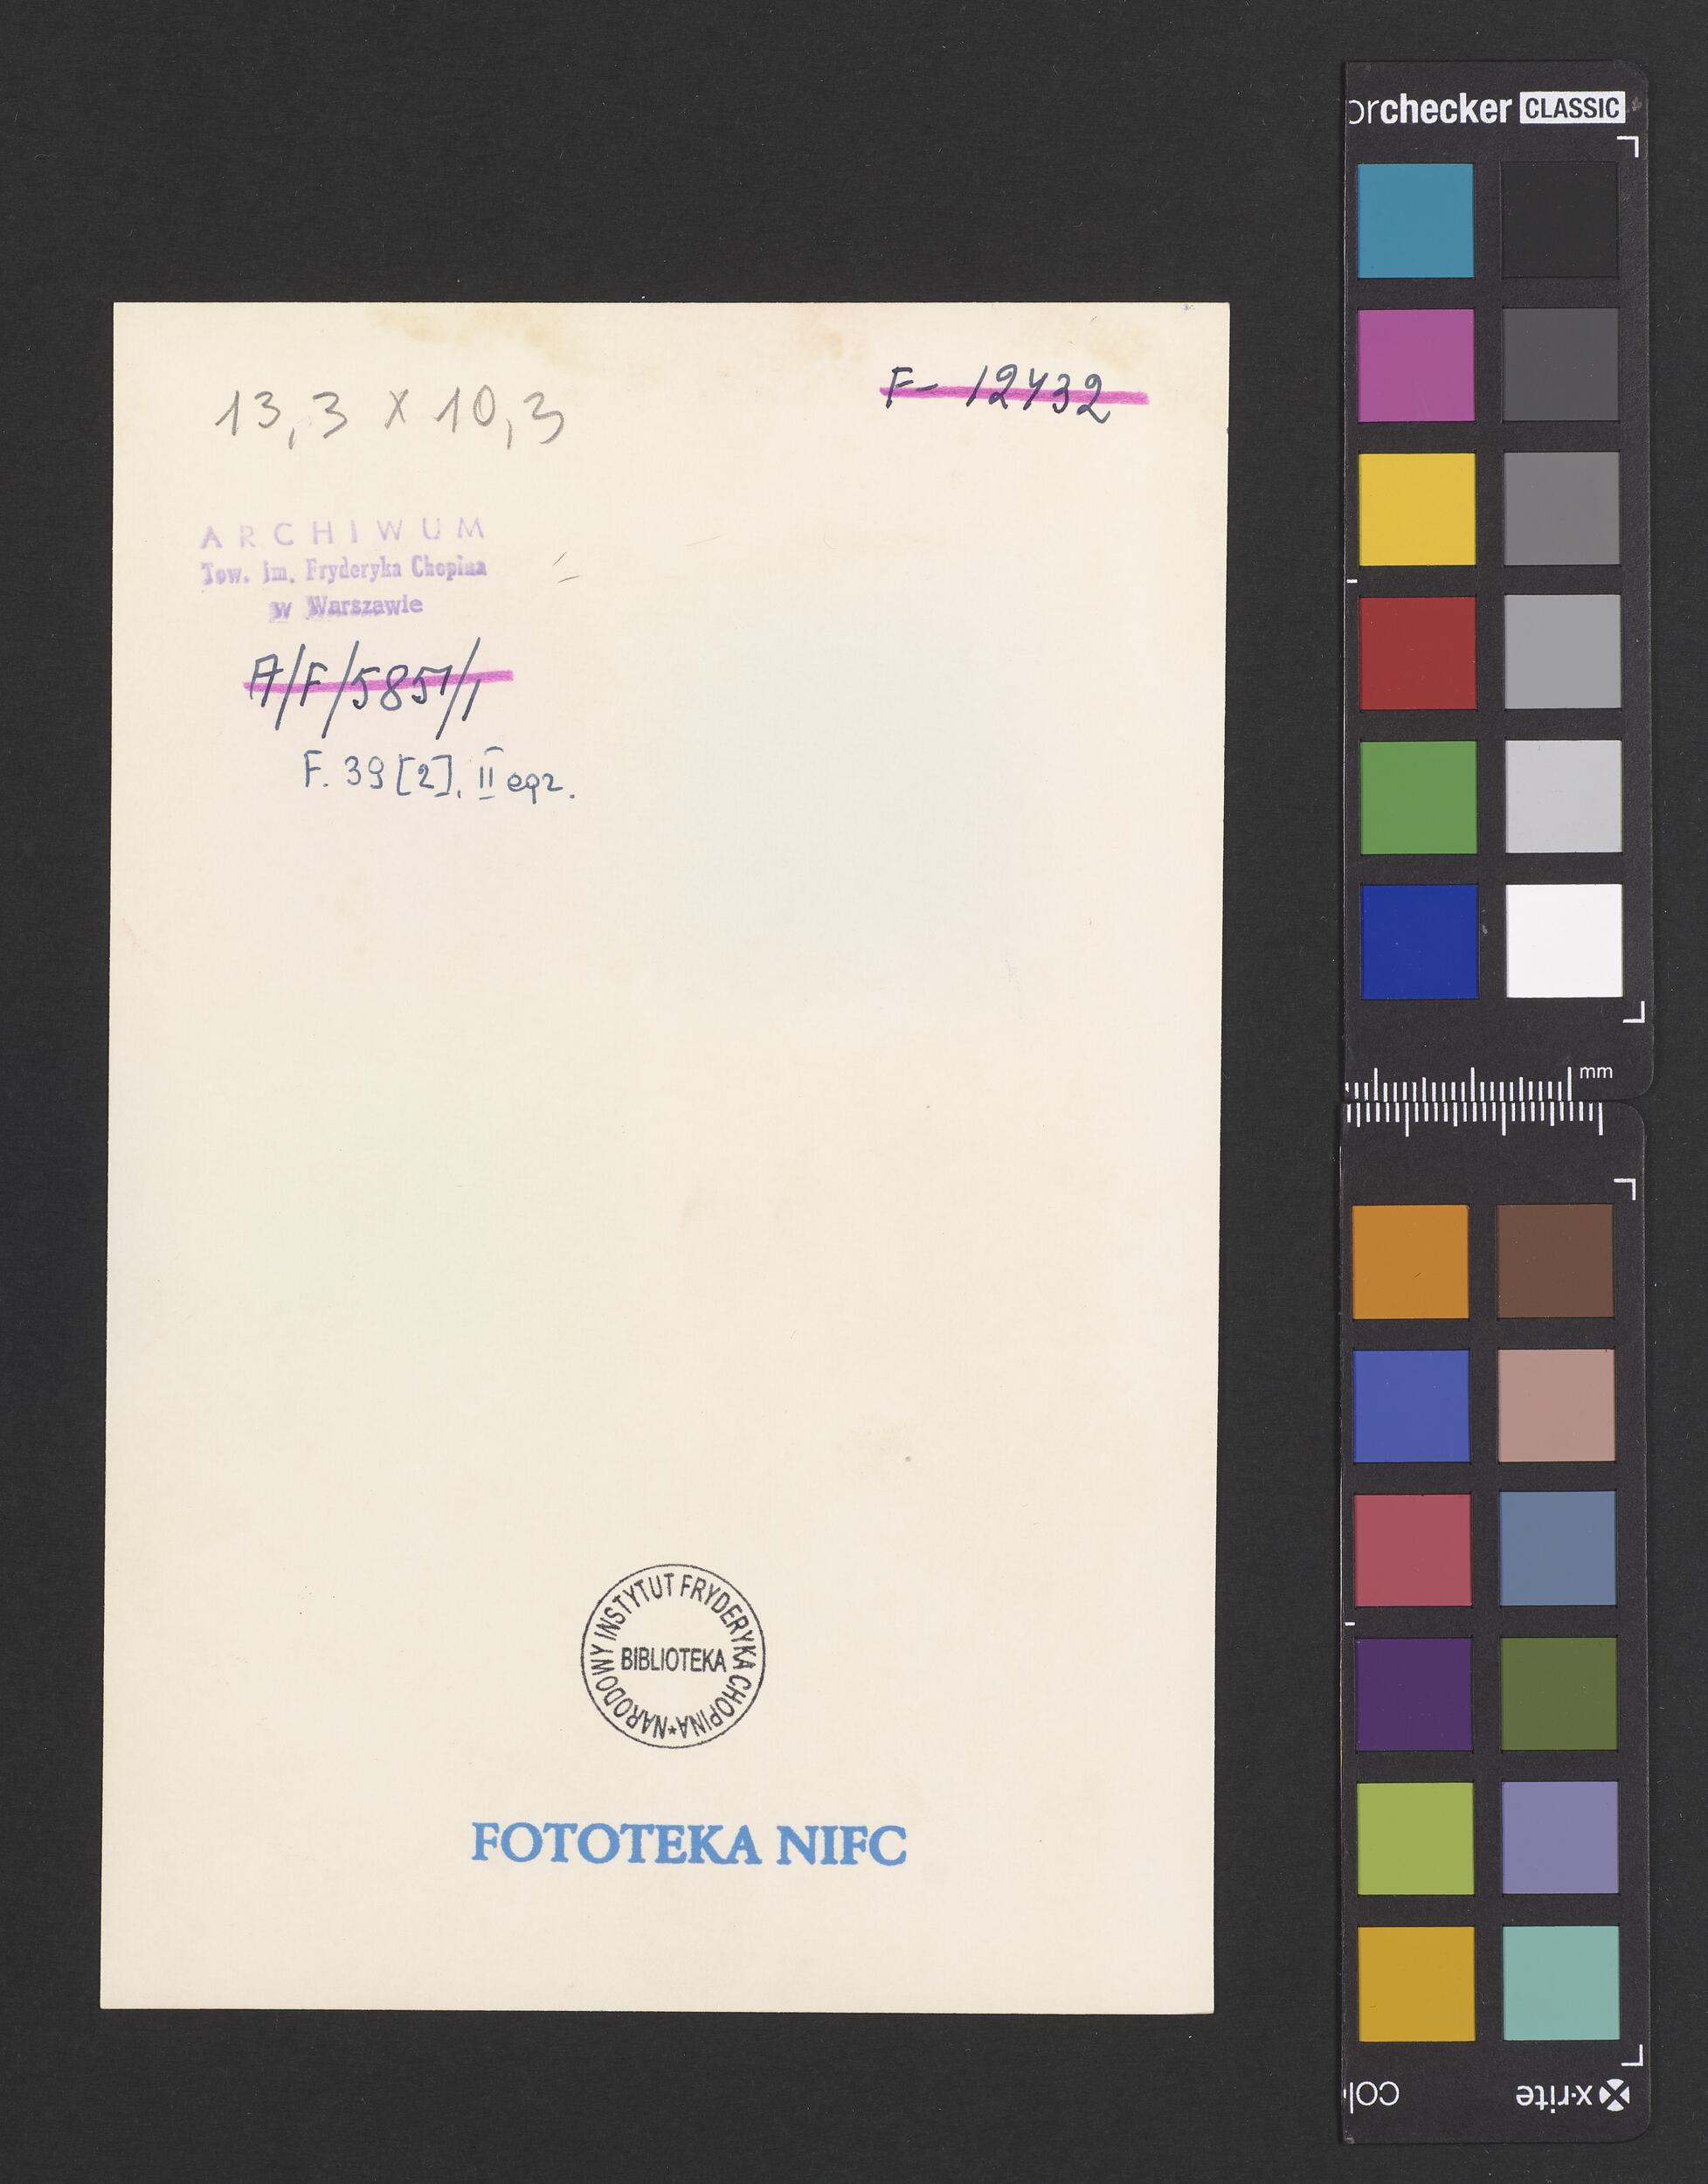 orchecker CLASSIC
13,3 x 10,3
F- 12432
ARCHIWUM
Tow. im. Fryderyka Chopina
w Warszawie
A/F/5851/1
F. 39 [2], II egz.
mm
NARODOWY INSTYTUT FRYDERYKA CHOPINA*
BIBLIOTEKA
FOTOTEKA NIFC
x-rite
col